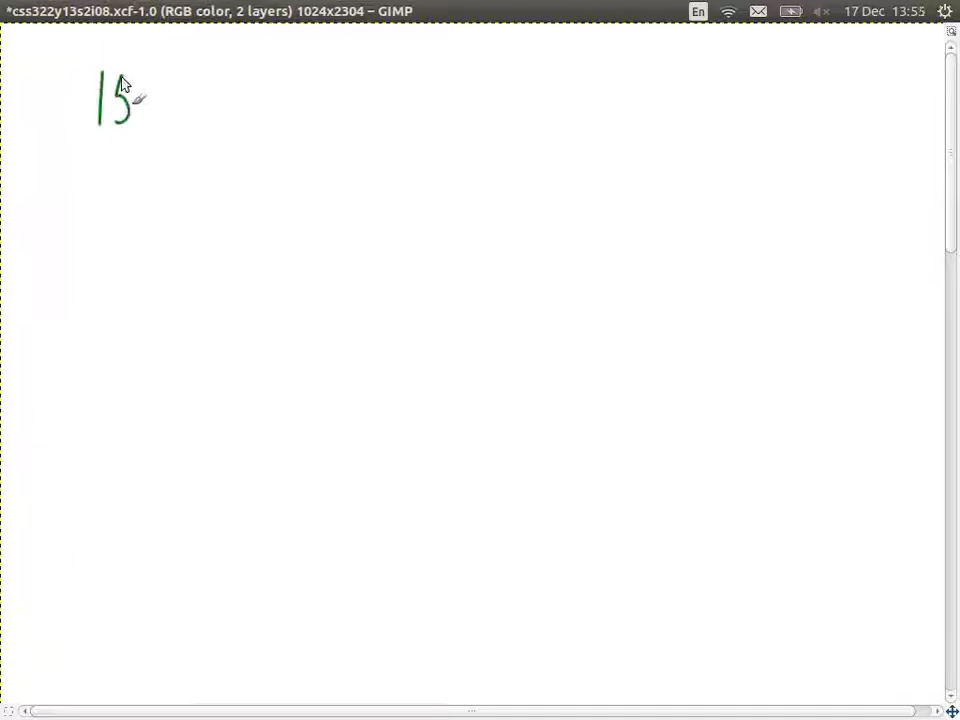 *css322y13s2i08.xcf-1.0 (RGB color, 2 layers) 1024x2304 – GIMP
En
17 Dec 13:55
15